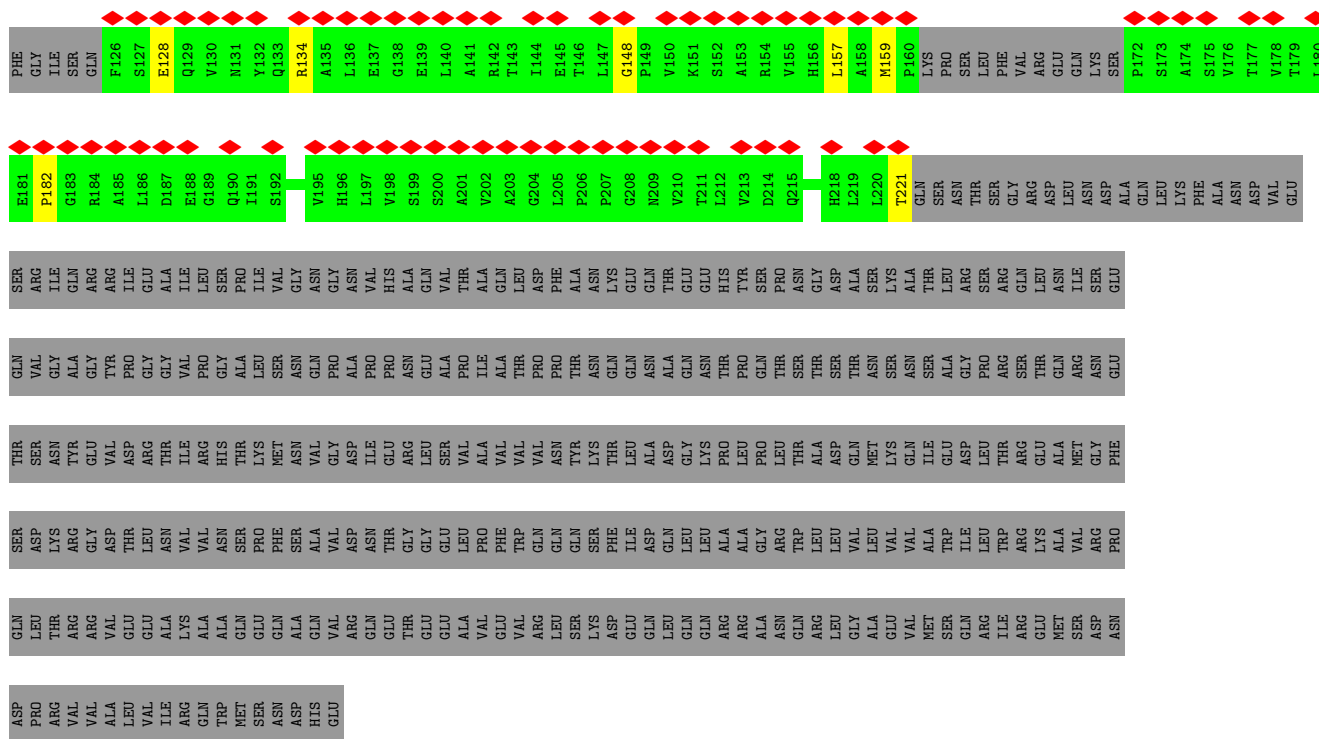 PHE GLY ILE SER GLN F126 S127 E128 Q129 V130 N131 Y132 Q133 R134 A135 L136 E137 G138 E139 L140 A141 R142 T143 I144 E145 T146 L147 G148 P149 V150 K151 S152 A153 R154 V155 H156 L157 A158 M159 P160 LYS PRO SER LEU PHE VAL ARG GLU GLN LYS SER P172 S173 A174 S175 V176 T177 V178 T179 L180
E181 P182 G183 R184 A185 L186 D187 E188 G189 Q190 I191 S192 V195 H196 L197 V198 S199 S200 A201 V202 A203 G204 L205 P206 P207 G208 N209 V210 T211 L212 V213 D214 Q215 H218 L219 L220 T221 GLN SER ASN THR SER GLY ARG ASP LEU ASN ASP ALA GLN LEU LYS PHE ALA ASN ASP VAL GLU
SER ARG ILE GLN ARG ARG ILE GLU ALA ILE LEU SER PRO ILE VAL GLY ASN GLY ASN VAL HIS ALA GLN VAL THR ALA GLN LEU ASP PHE ALA ASN LYS GLU GLN THR GLU GLU HIS TYR SER PRO ASN GLY ASP ALA SER LYS ALA THR LEU ARG SER ARG GLN LEU ASN ILE SER GLU
GLN VAL GLY ALA GLY TYR PRO GLY GLY VAL PRO GLY ALA LEU SER ASN GLN PRO ALA PRO PRO ASN GLU ALA PRO ILE ALA THR PRO PRO THR ASN GLN GLN ASN ALA GLN ASN THR PRO GLN THR SER THR SER THR ASN SER ASN SER ALA GLY PRO ARG SER THR GLN ARG ASN GLU
THR SER ASN TYR GLU VAL ASP ARG THR ILE ARG HIS THR LYS MET ASN VAL GLY ASP ILE GLU ARG LEU SER VAL ALA VAL VAL VAL ASN TYR LYS THR LEU ALA ASP GLY LYS PRO LEU PRO LEU THR ALA ASP GLN MET LYS GLN ILE GLU ASP LEU THR ARG GLU ALA MET GLY PHE
SER ASP LYS ARG GLY ASP THR LEU ASN VAL VAL ASN SER PRO PHE SER ALA VAL ASP ASN THR GLY GLY GLU LEU PRO PHE TRP GLN GLN GLN SER PHE ILE ASP GLN LEU LEU ALA ALA GLY ARG TRP LEU LEU VAL LEU VAL VAL ALA TRP ILE LEU TRP ARG LYS ALA VAL ARG PRO
GLN LEU THR ARG ARG VAL GLU GLU ALA LYS ALA ALA GLN GLU GLN ALA GLN VAL ARG GLN GLU THR GLU GLU ALA VAL GLU VAL ARG LEU SER LYS ASP GLU GLN LEU GLN GLN ARG ARG ALA ASN GLN ARG LEU GLY ALA GLU VAL MET SER GLN ARG ILE ARG GLU MET SER ASP ASN
ASP PRO ARG VAL VAL ALA LEU VAL ILE ARG GLN TRP MET SER ASN ASP HIS GLU